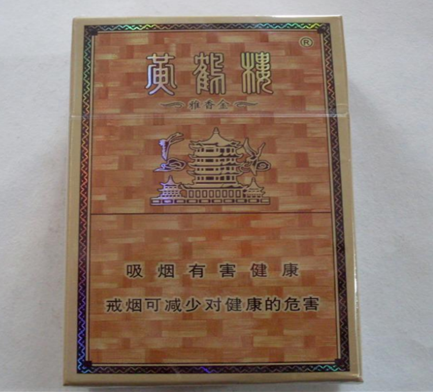 黄鹤楼®
雅香金
吸烟有害健康
戒烟可减少对健康的危害